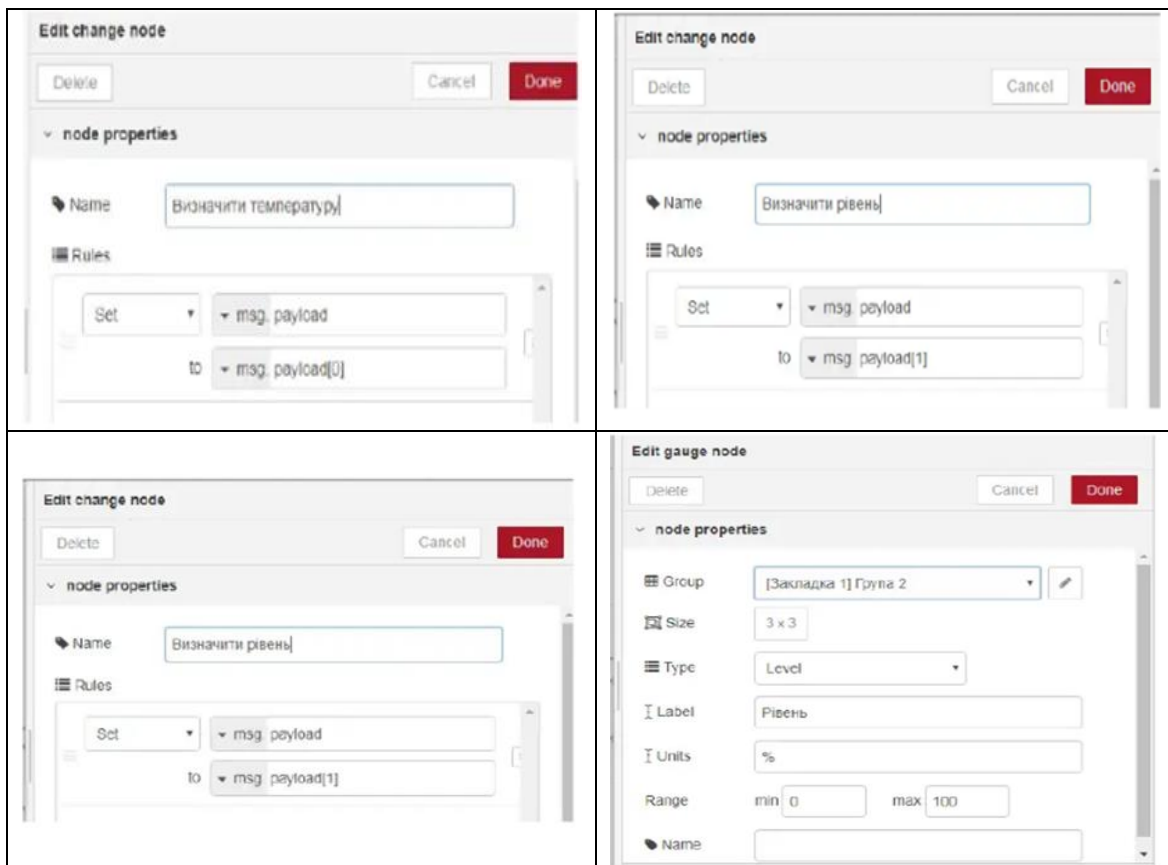 Edit change node
Delete Cancel Done
node properties
Name Визначити температуру
Rules
Set msg. payload
to msg. payload[0]
Edit change node
Delete Cancel Done
node properties
Name Визначити рівень
Rules
Set msg. payload
to msg. payload[1]
Edit change node
Delete Cancel Done
node properties
Name Визначити рівень
Rules
Set msg. payload
to msg. payload[1]
Edit gauge node
Delete Cancel Done
node properties
Group [Закладка 1] Група 2
Size 3 x 3
Type Level
Label Рівень
Units %
Range min 0 max 100
Name